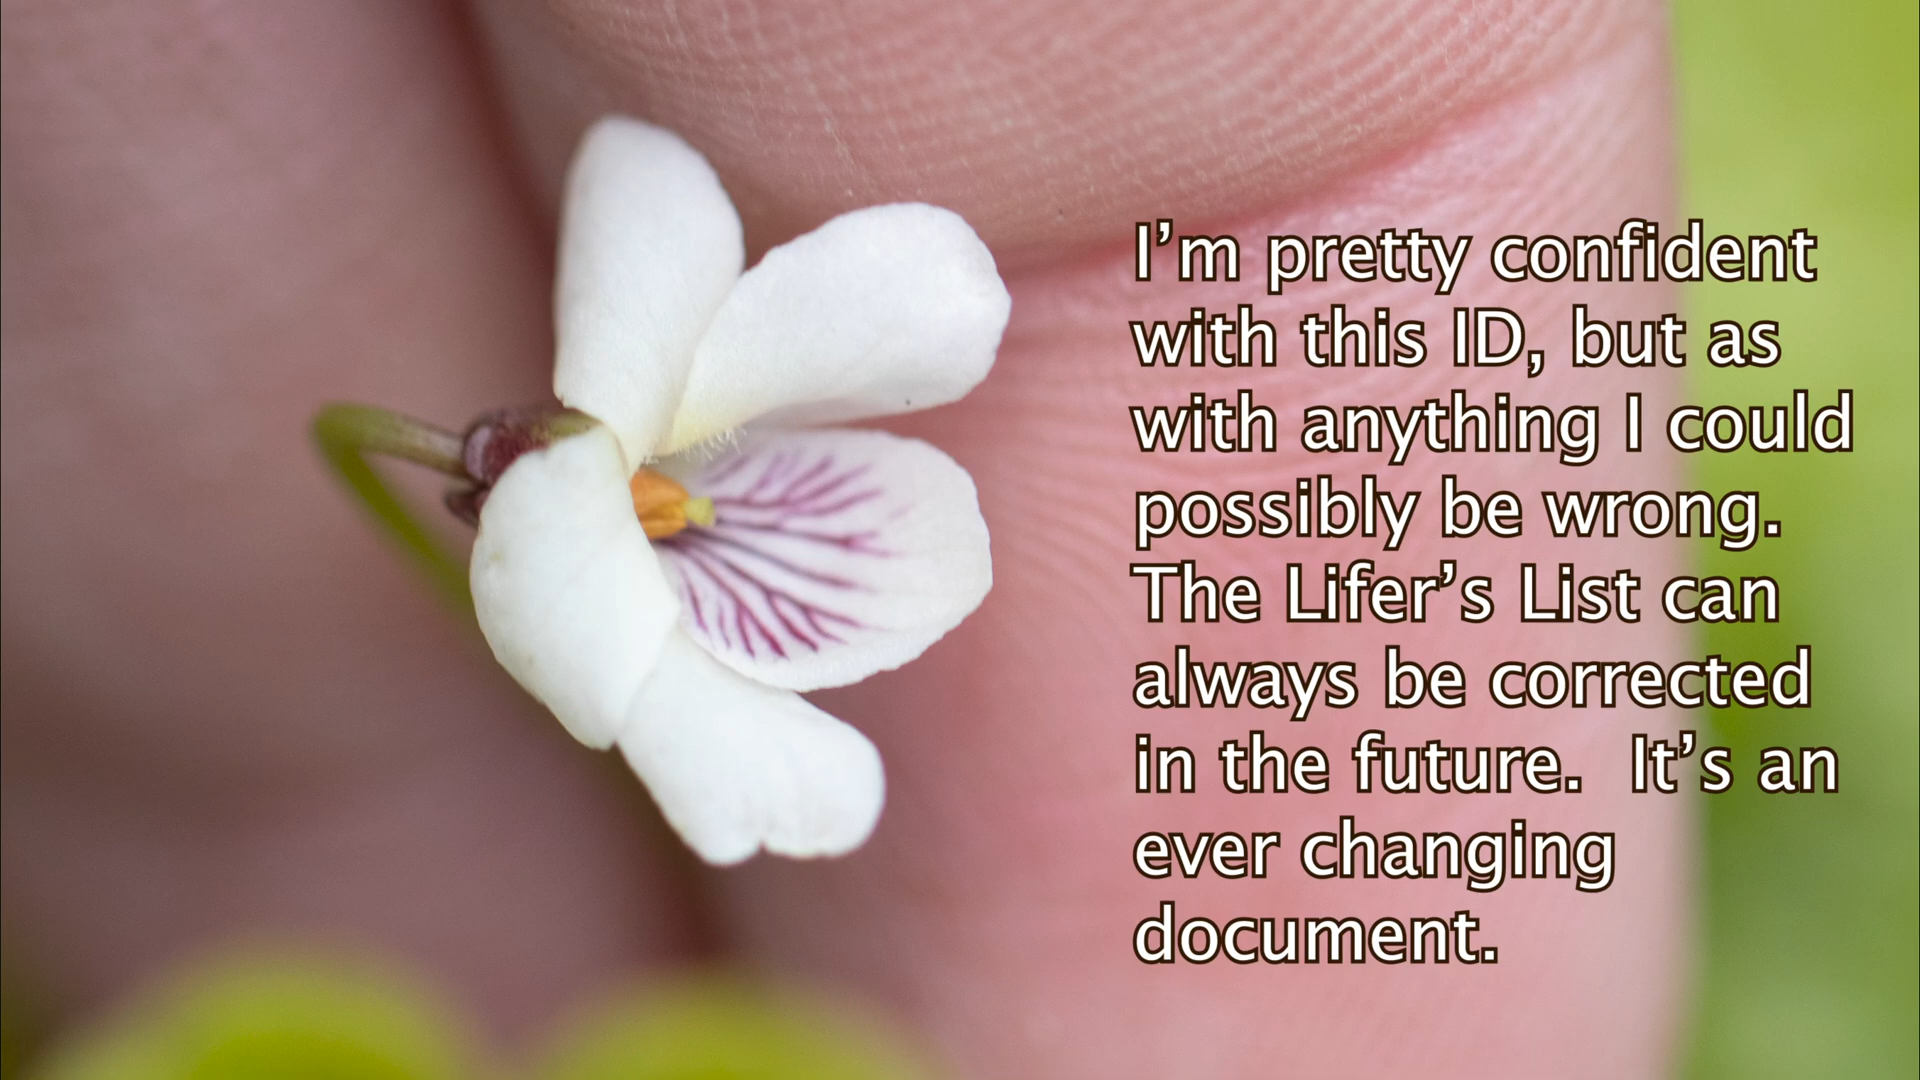 I’m pretty confident
with this ID, but as
with anything I could
possibly be wrong.
The Lifer’s List can
always be corrected
in the future.  It’s an
ever changing
document.